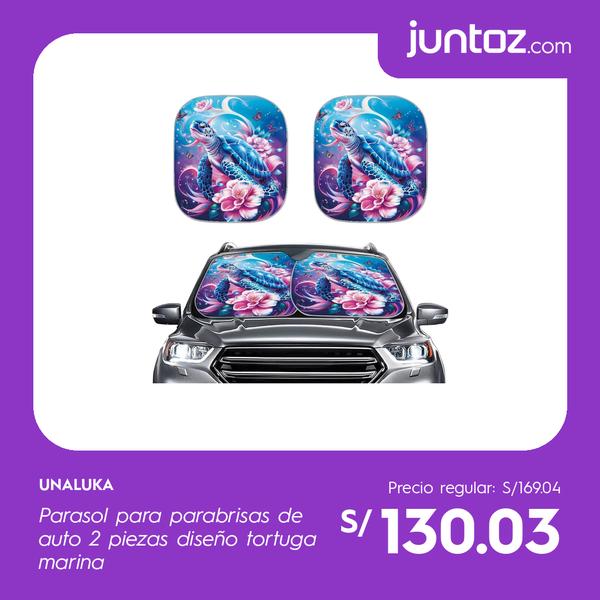 juntoz.com
UNALUKA
Parasol para parabrisas de
auto 2 piezas diseño tortuga
marina
Precio regular: S/169.04
S/130.03